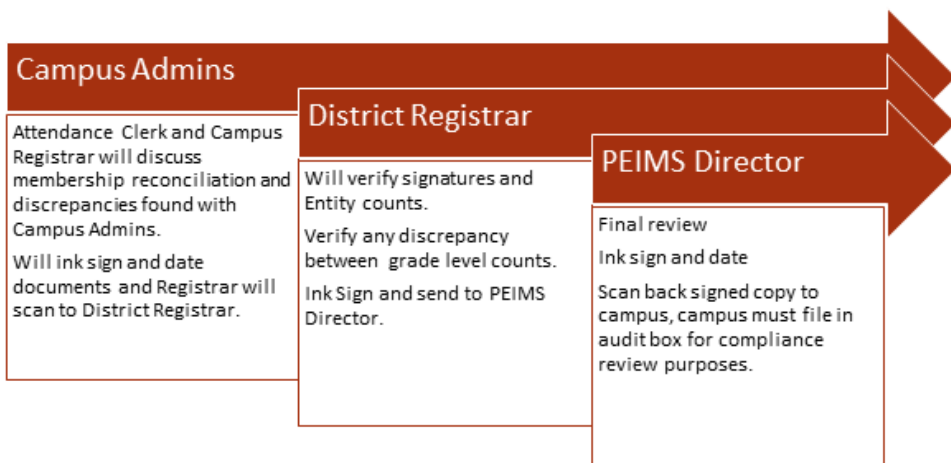 Campus Admins
Attendance Clerk and Campus
Registrar will discuss
membership reconciliation and
discrepancies found with
Campus Admins.
Will ink sign and date
documents and Registrar will
scan to District Registrar.
District Registrar
Will verify signatures and
Entity counts.
Verify any discrepancy
between grade level counts.
Ink Sign and send to PEIMS
Director.
PEIMS Director
Final review
Ink sign and date
Scan back signed copy to
campus, campus must file in
audit box for compliance
review purposes.